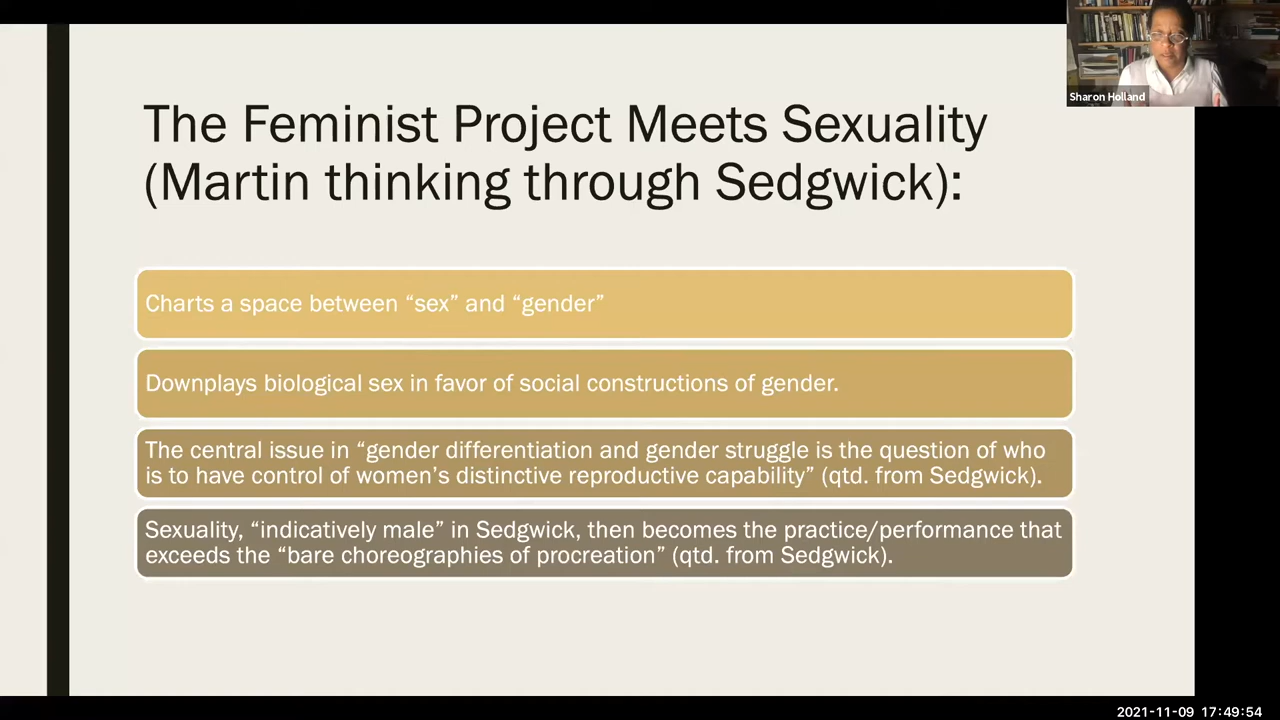 The Feminist Project Meets Sexuality
(Martin thinking through Sedgwick):
Charts a space between “sex” and “gender”
Downplays biological sex in favor of social constructions of gender.
The central issue in “gender differentiation and gender struggle is the question of who
is to have control of women’s distinctive reproductive capability” (qtd. from Sedgwick).
Sexuality, “indicatively male” in Sedgwick, then becomes the practice/performance that
exceeds the “bare choreographies of procreation” (qtd. from Sedgwick).
Sharon Holland
2021-11-09 17:49:54